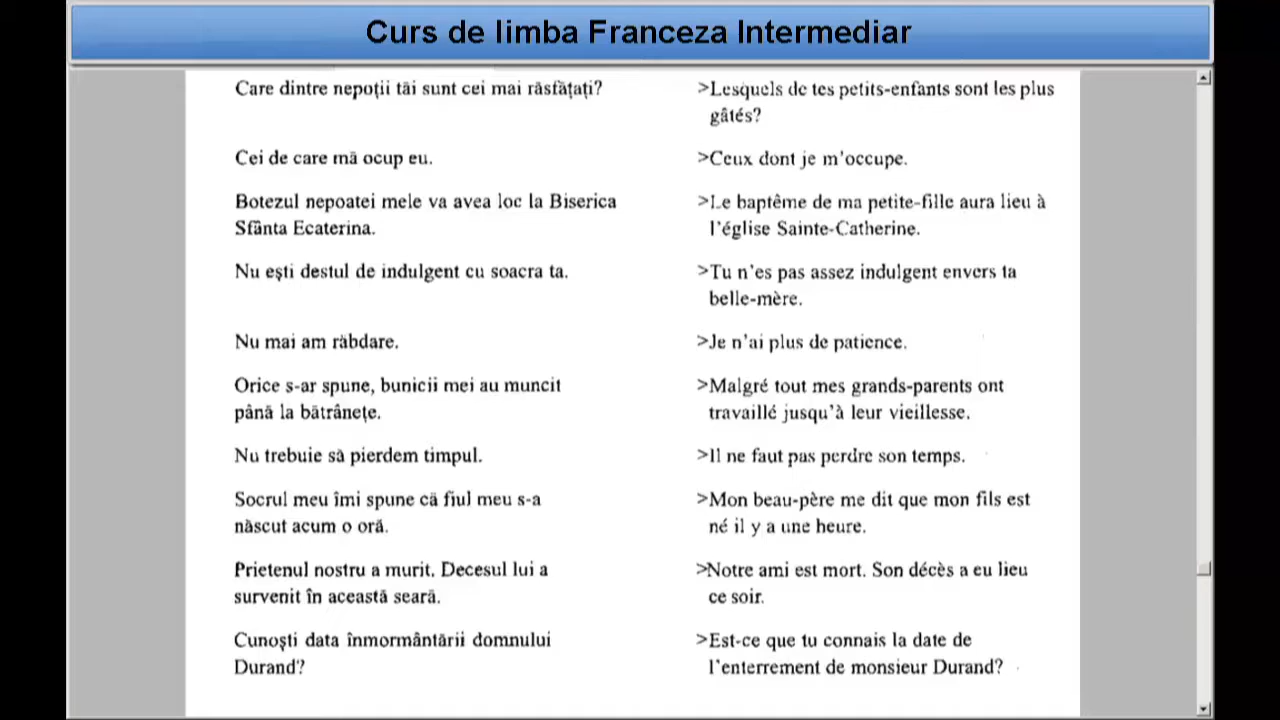 Curs de limba Franceza Intermediar
Care dintre nepoții tăi sunt cei mai răsfățați?
>Lesquels de tes petits-enfants sont les plus
gâtés?
Cei de care mă ocup eu.
>Ceux dont je m'occupe.
Botezul nepoatei mele va avea loc la Biserica
Sfânta Ecaterina.
>Le baptême de ma petite-fille aura lieu à
l'église Sainte-Catherine.
Nu ești destul de indulgent cu soacra ta.
>Tu n'es pas assez indulgent envers ta
belle-mère.
Nu mai am răbdare.
>Je n'ai plus de patience.
Orice s-ar spune, bunicii mei au muncit
până la bătrânețe.
>Malgré tout mes grands-parents ont
travaillé jusqu'à leur vieillesse.
Nu trebuie să pierdem timpul.
>Il ne faut pas perdre son temps.
Socrul meu îmi spune că fiul meu s-a
născut acum o oră.
>Mon beau-père me dit que mon fils est
né il y a une heure.
Prietenul nostru a murit. Decesul lui a
survenit în această seară.
>Notre ami est mort. Son décès a eu lieu
ce soir.
Cunoști data înmormântării domnului
Durand?
>Est-ce que tu connais la date de
l'enterrement de monsieur Durand?